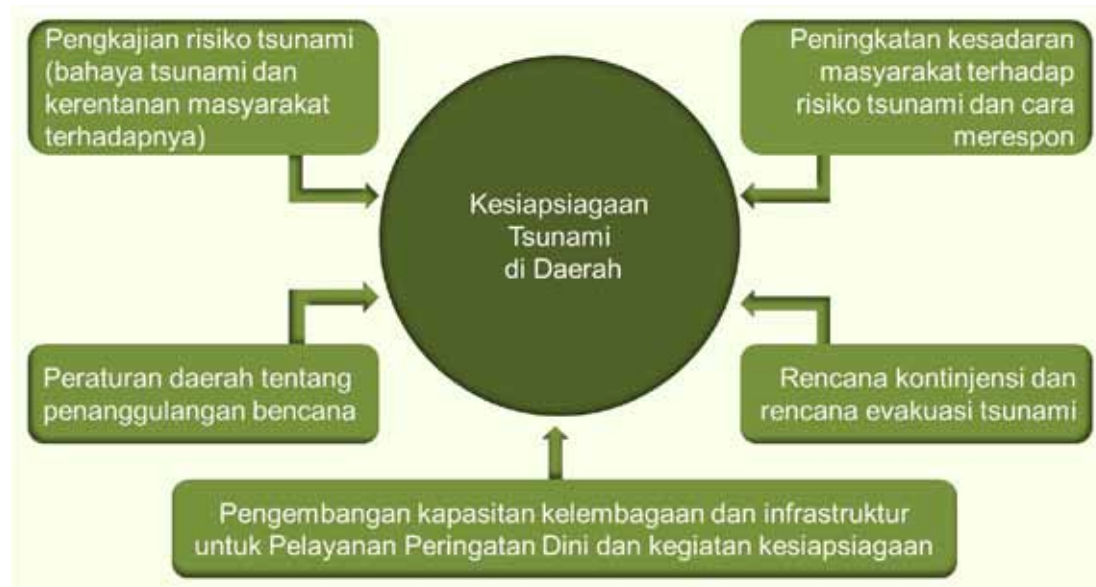 Pengkajian risiko tsunami
(bahaya tsunami dan
kerentanan masyarakat
terhadapnya)
Peningkatan kesadaran
masyarakat terhadap
risiko tsunami dan cara
merespon
Kesiapsiagaan
Tsunami
di Daerah
Peraturan daerah tentang
penanggulangan bencana
Rencana kontinjensi dan
rencana evakuasi tsunami
Pengembangan kapasitan kelembagaan dan infrastruktur
untuk Pelayanan Peringatan Dini dan kegiatan kesiapsiagaan